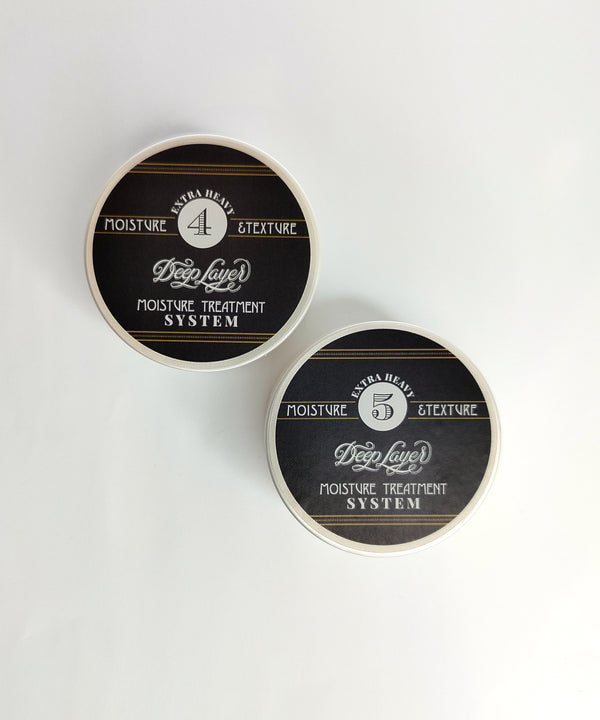 EXTRA HEAVY
4
MOISTURE &TEXTURE
Deep Layer
MOISTURE TREATMENT
SYSTEM
EXTRA HEAVY
5
MOISTURE &TEXTURE
Deep Layer
MOISTURE TREATMENT
SYSTEM